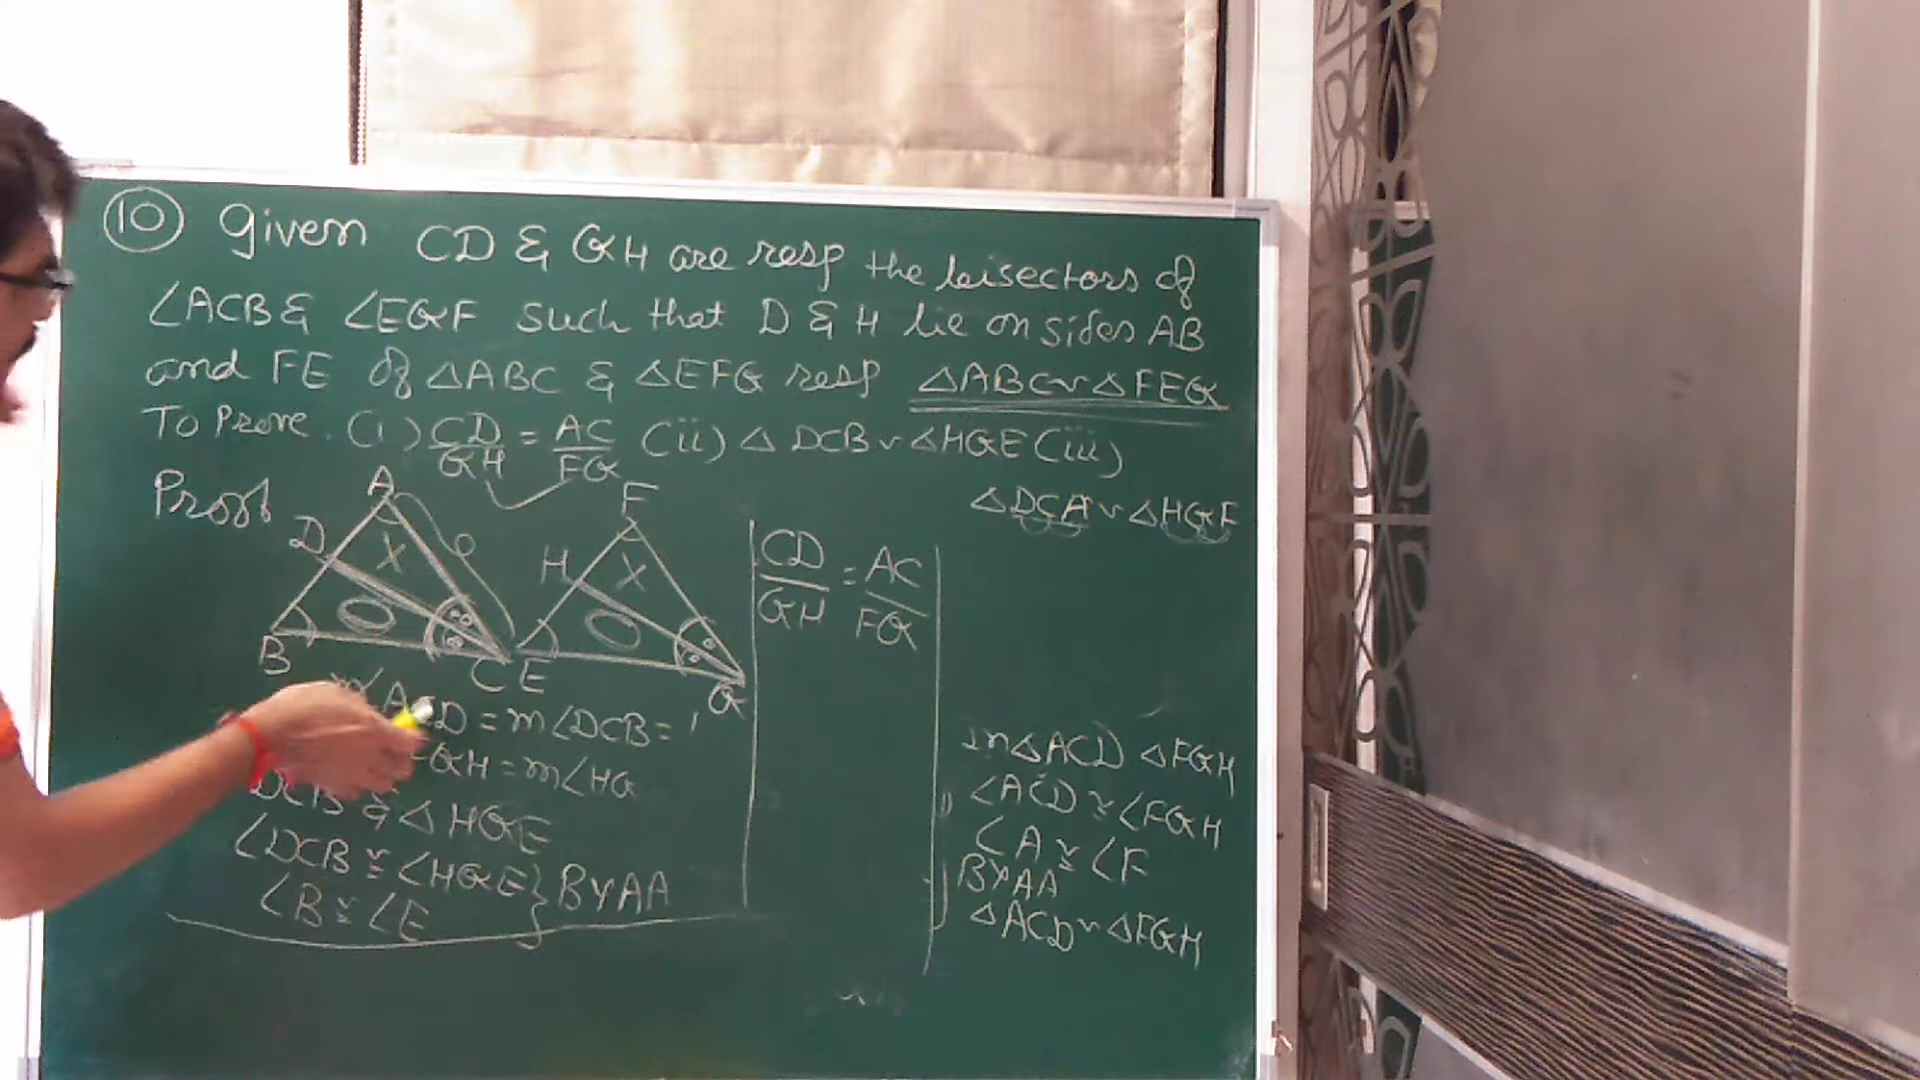 10 Given CD & GH are resp the bisectors of
∠ACB & ∠EGF such that D & H lie on sides AB
and FE of △ABC & △EFG resp △ABC ~ △FEG
To Prove. (i) CD/GH = AC/FG (ii) △DCB ~ △HGE (iii)
△DCA ~ △HGF
Proof
A
D
X
O
B
C
F
H
X
O
E
G
CD/GH = AC/FG
m∠ACD = m∠DCB =
GH = m∠HG
DCB & △HGE
∠DCB ≅ ∠HGE } BY AA
∠B ≅ ∠E
In △ACD △FGH
∠ACD ≅ ∠FGH
∠A ≅ ∠F
BY AA
△ACD ~ △FGH